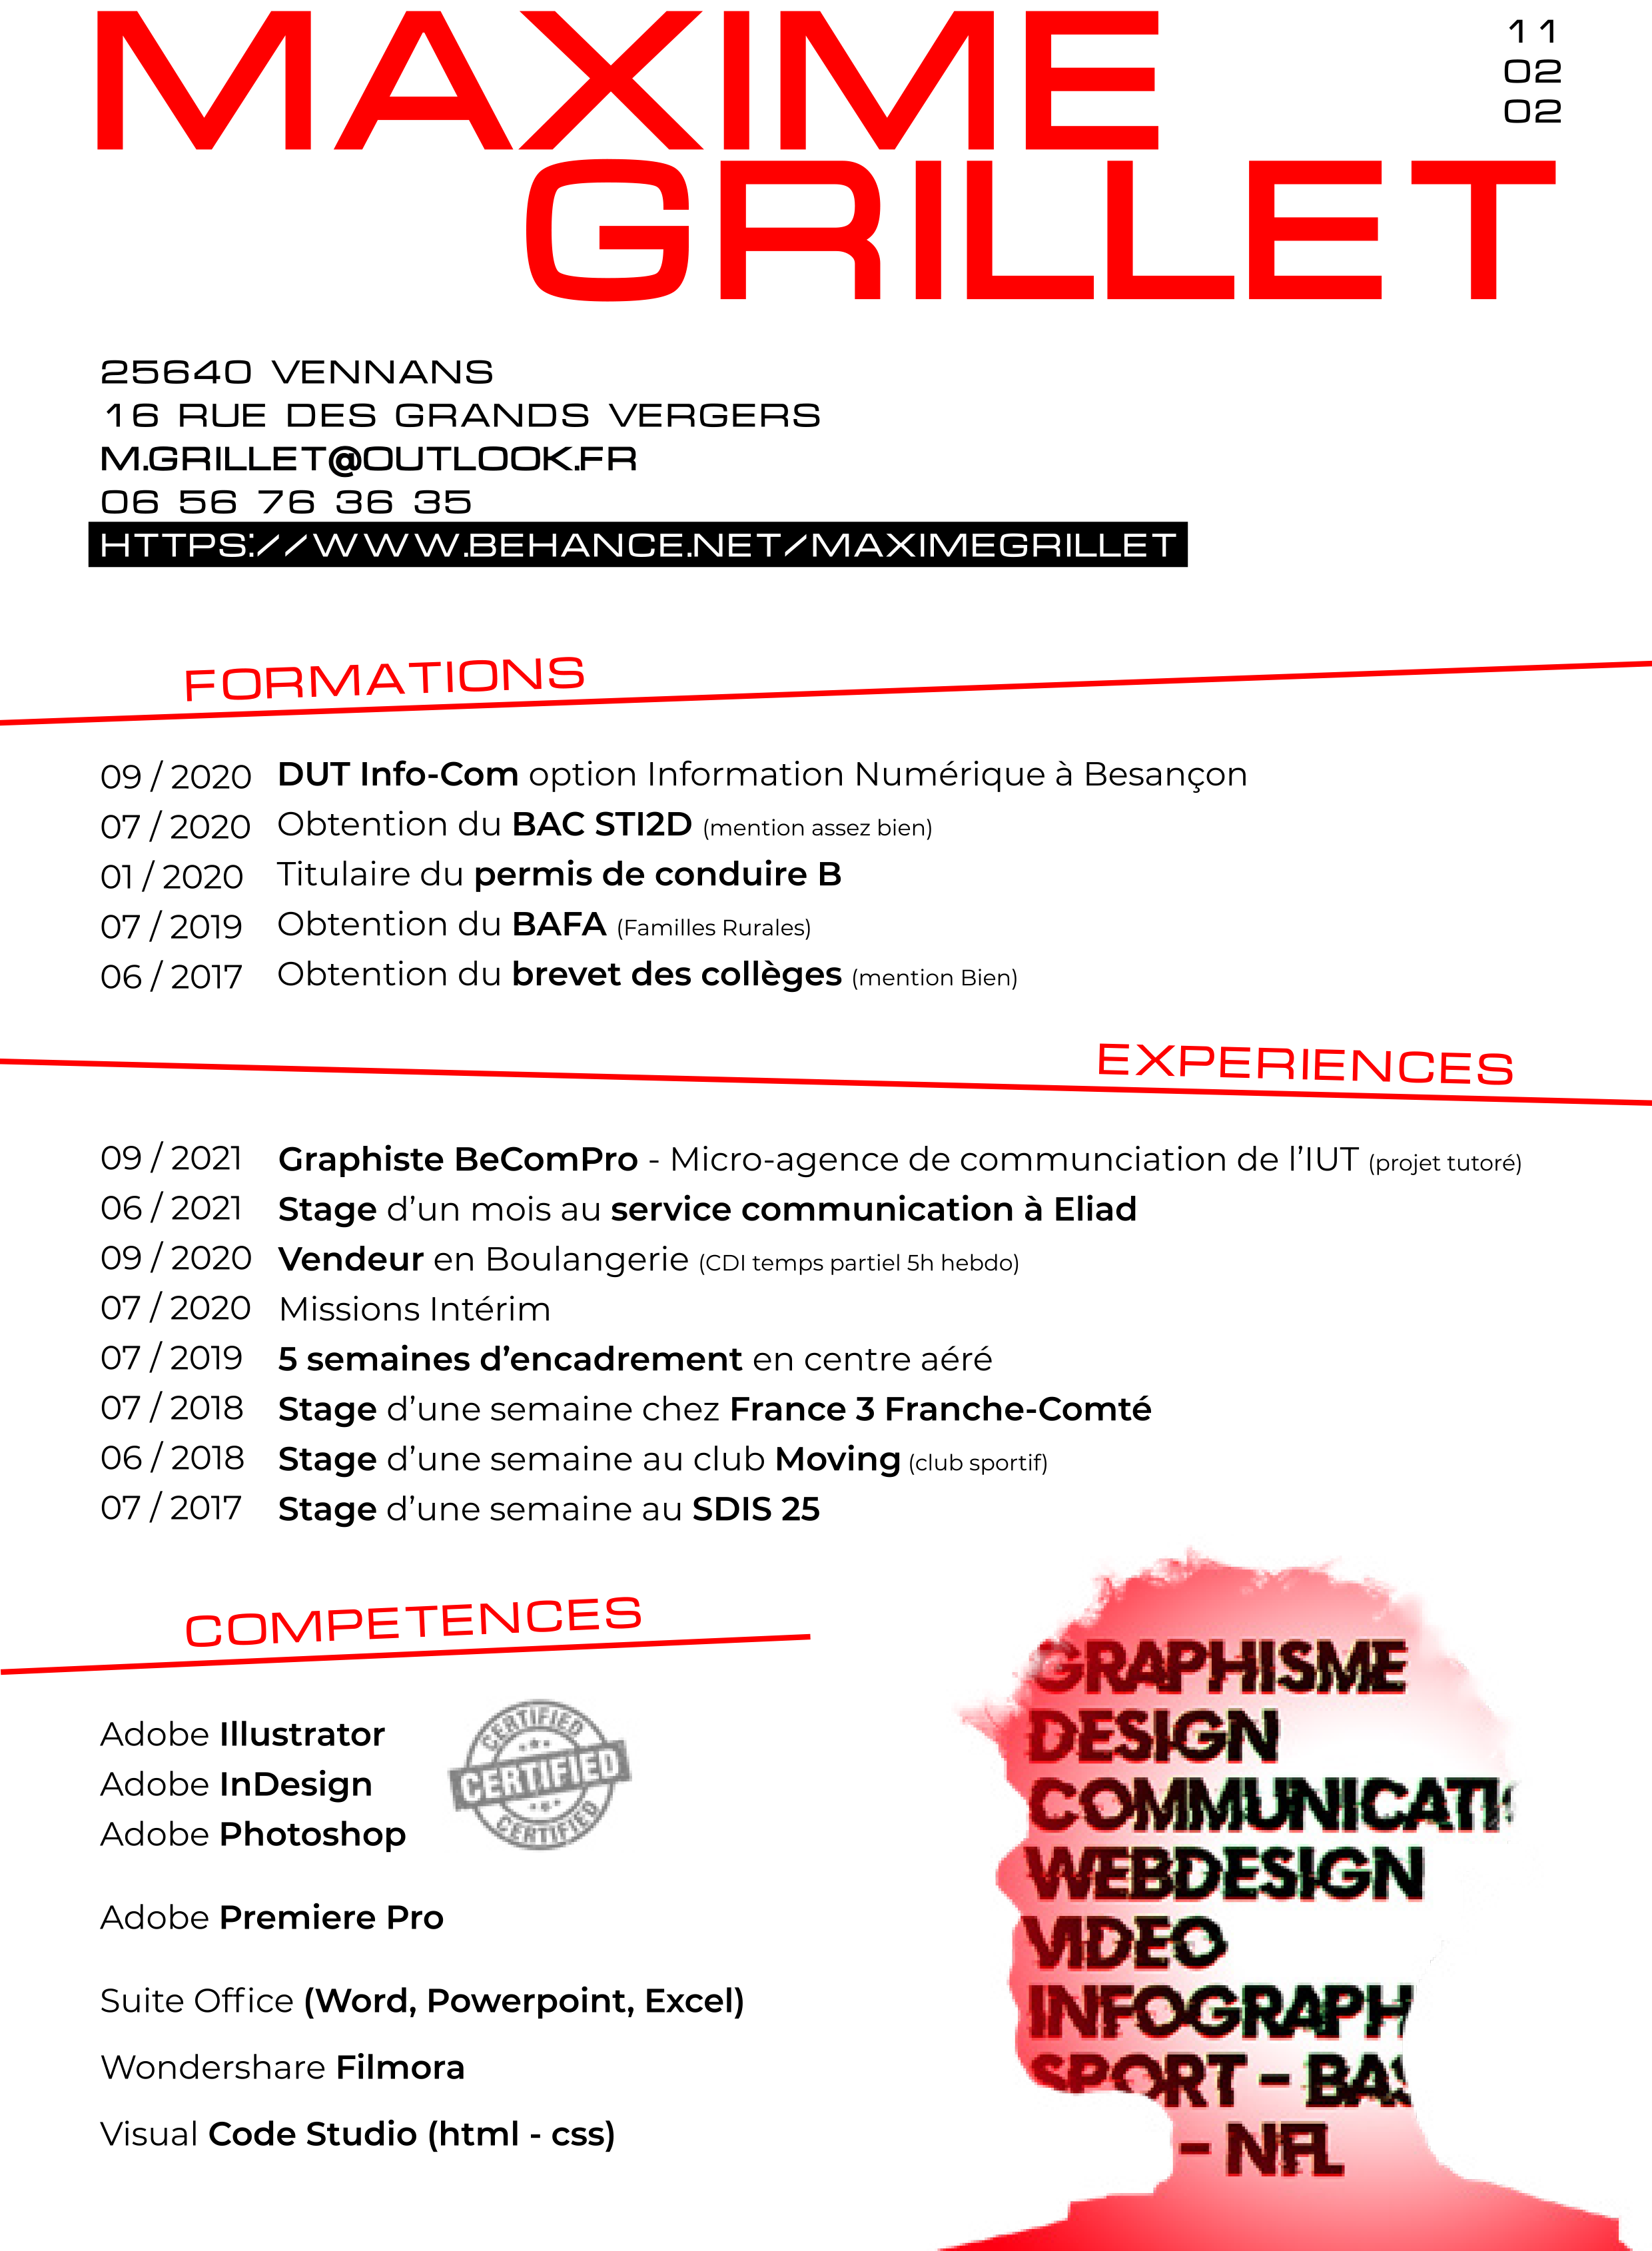 MAXIME
GRILLET
11
02
02
25640 VENNANS
16 RUE DES GRANDS VERGERS
M.GRILLET@OUTLOOK.FR
06 56 76 36 35
HTTPS://WWW.BEHANCE.NET/MAXIMEGRILLET
FORMATIONS
09 / 2020 DUT Info-Com option Information Numérique à Besançon
07 / 2020 Obtention du BAC STI2D (mention assez bien)
01 / 2020 Titulaire du permis de conduire B
07 / 2019 Obtention du BAFA (Familles Rurales)
06 / 2017 Obtention du brevet des collèges (mention Bien)
EXPERIENCES
09 / 2021 Graphiste BeComPro - Micro-agence de communciation de l’IUT (projet tutoré)
06 / 2021 Stage d’un mois au service communication à Eliad
09 / 2020 Vendeur en Boulangerie (CDI temps partiel 5h hebdo)
07 / 2020 Missions Intérim
07 / 2019 5 semaines d’encadrement en centre aéré
07 / 2018 Stage d’une semaine chez France 3 Franche-Comté
06 / 2018 Stage d’une semaine au club Moving (club sportif)
07 / 2017 Stage d’une semaine au SDIS 25
COMPETENCES
Adobe Illustrator
Adobe InDesign
Adobe Photoshop
CERTIFIED
CERTIFIED
CERTIFIED
Adobe Premiere Pro
Suite Office (Word, Powerpoint, Excel)
Wondershare Filmora
Visual Code Studio (html - css)
GRAPHISME
DESIGN
COMMUNICATI
WEBDESIGN
VIDEO
INFOGRAPH
SPORT - BAS
- NFL